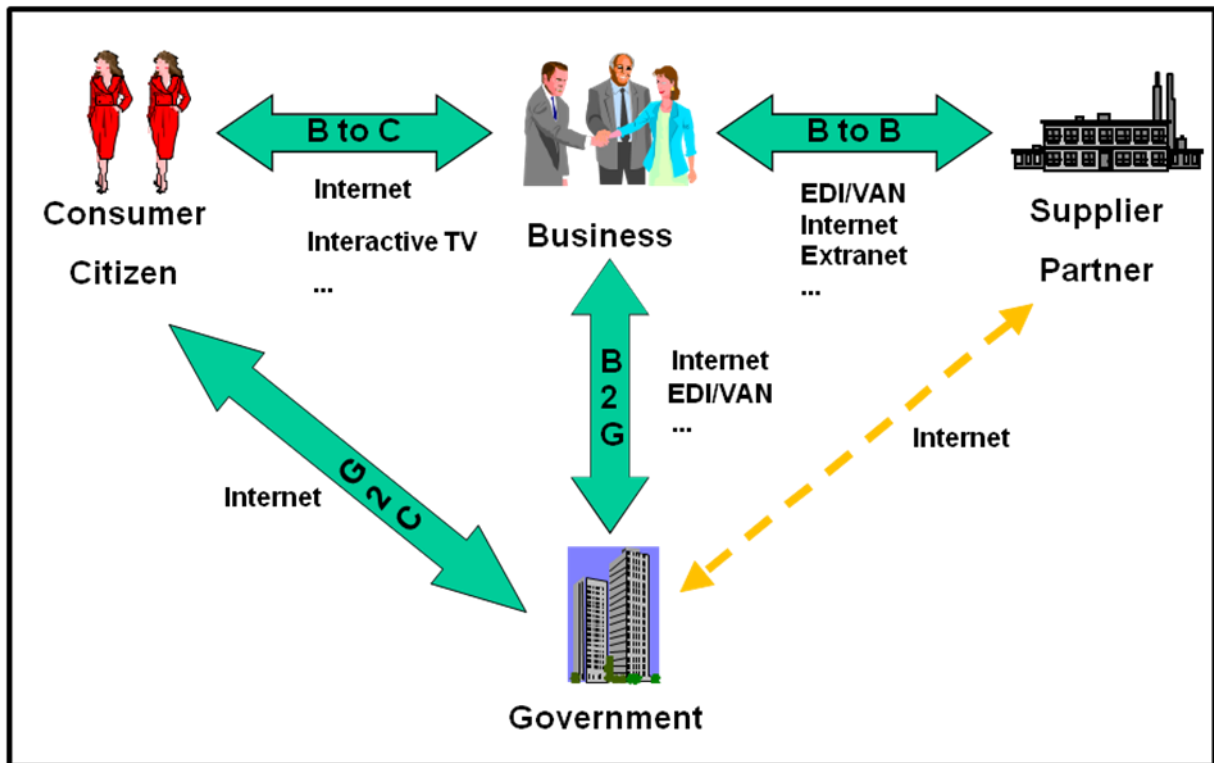 B to C
B to B
Internet
Interactive TV
...
EDI/VAN
Internet
Extranet
...
Consumer
Citizen
Business
Supplier
Partner
B
2
G
Internet
EDI/VAN
...
Internet
G2C
Internet
Government